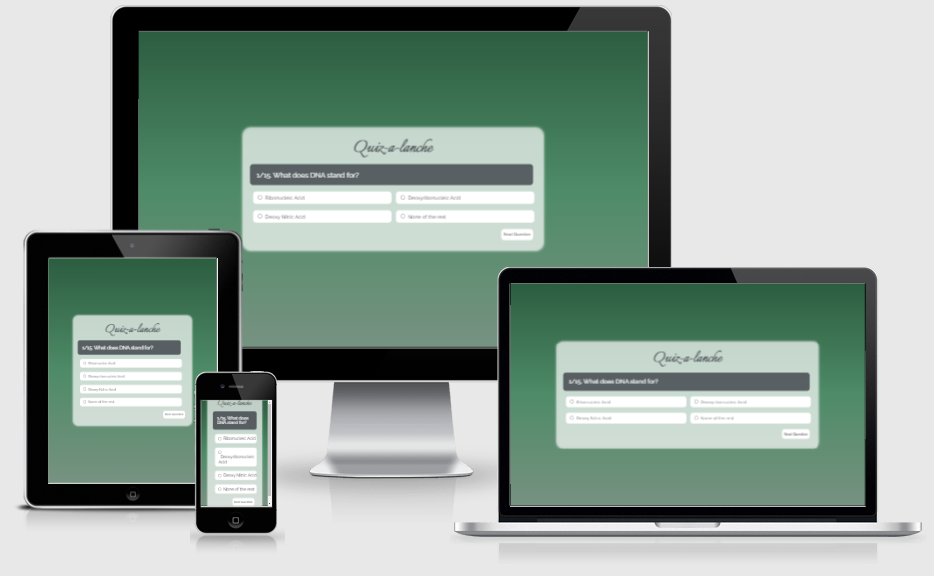 Quiz-a-lanche
1/15. What does DNA stand for?
Ribonucleic Acid
Deoxyribonucleic Acid
Deoxy Nitric Acid
None of the rest
Next Question
Quiz-a-lanche
1/15. What does DNA stand for?
Ribonucleic Acid
Deoxyribonucleic Acid
Deoxy Nitric Acid
None of the rest
Next Question
Quiz-a-lanche
1/15. What does
DNA stand for?
Ribonucleic Acid
Deoxyribonucleic
Acid
Deoxy Nitric Acid
None of the rest
Next Question
Quiz-a-lanche
1/15. What does DNA stand for?
Ribonucleic Acid
Deoxyribonucleic Acid
Deoxy Nitric Acid
None of the rest
Next Question